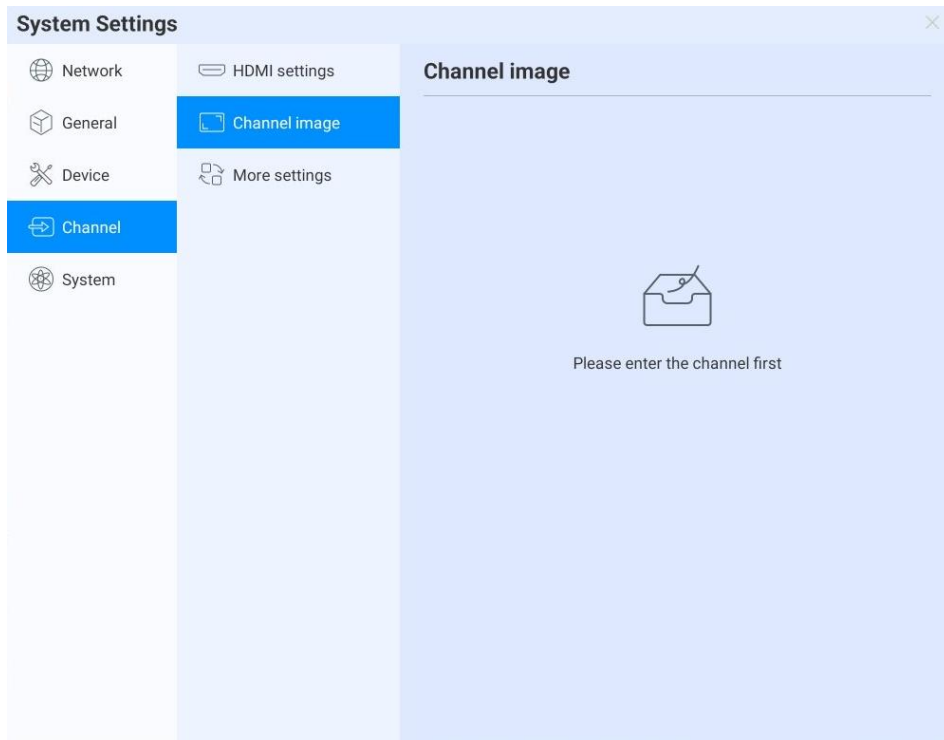 System Settings
Network
General
Device
Channel
System
HDMI settings
Channel image
More settings
Channel image
Please enter the channel first